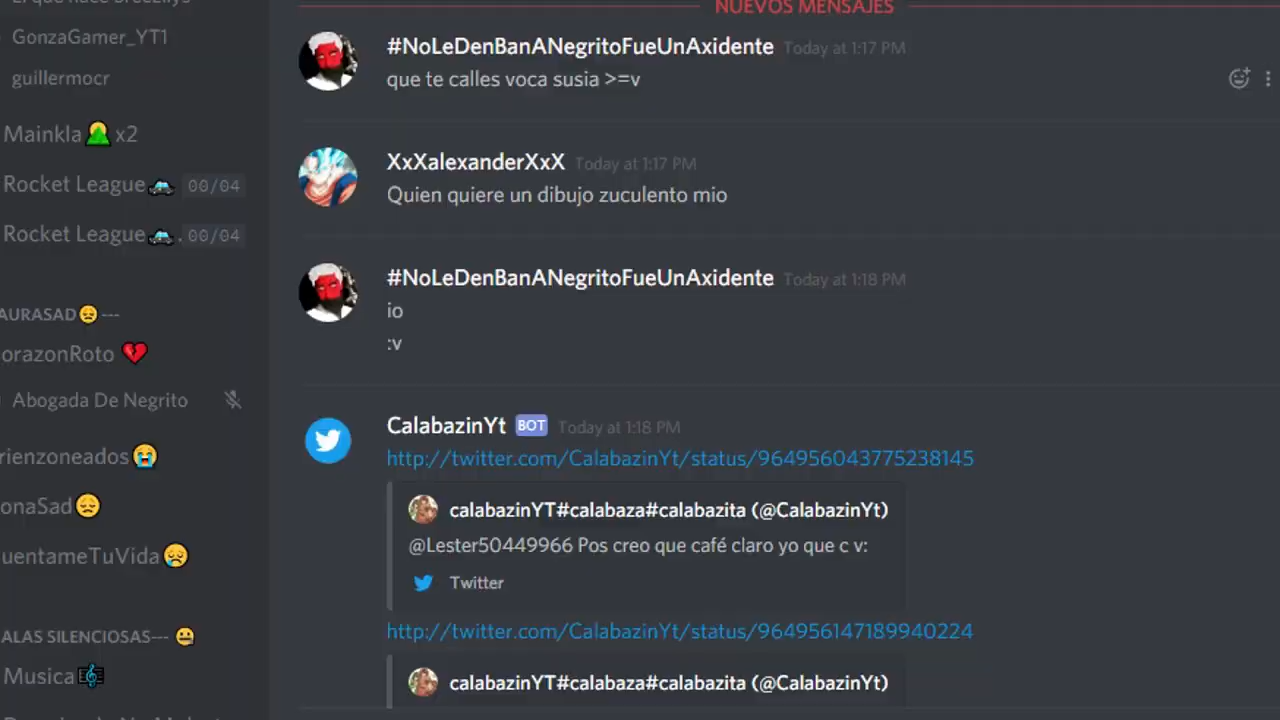 GonzaGamer_YT1
guillermocr
Mainkla x2
Rocket League 00/04
Rocket League . 00/04
AURASAD ---
orazonRoto
Abogada De Negrito
rienzoneados
onaSad
uentameTuVida
ALAS SILENCIOSAS---
Musica
NUEVOS MENSAJES
#NoLeDenBanANegritoFueUnAxidente Today at 1:17 PM
que te calles voca susia >=v
XxXalexanderXxX Today at 1:17 PM
Quien quiere un dibujo zuculento mio
#NoLeDenBanANegritoFueUnAxidente Today at 1:18 PM
io
:v
CalabazinYt BOT Today at 1:18 PM
http://twitter.com/CalabazinYt/status/964956043775238145
calabazinYT#calabaza#calabazita (@CalabazinYt)
@Lester50449966 Pos creo que café claro yo que c v:
Twitter
http://twitter.com/CalabazinYt/status/964956147189940224
calabazinYT#calabaza#calabazita (@CalabazinYt)